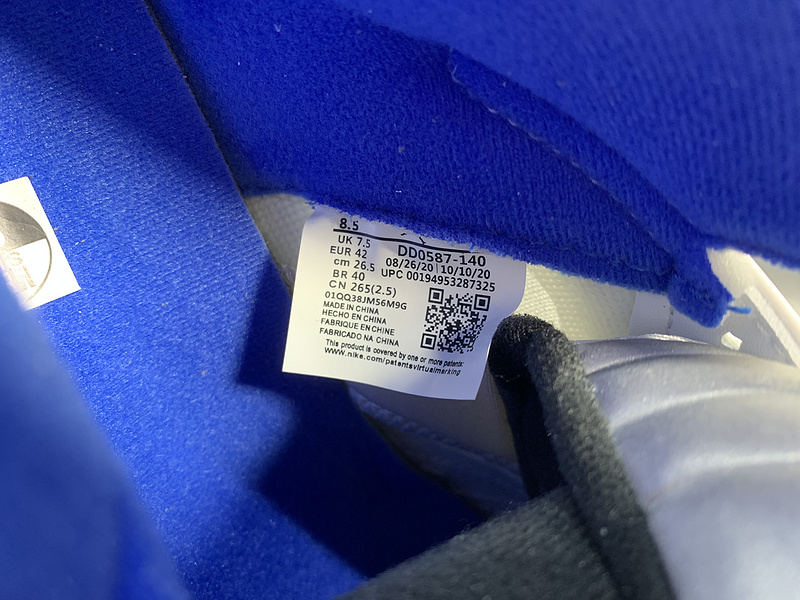 8.5
UK 7.5
EUR 42
cm 26.5
BR 40
CN 265(2.5)
DD0587-140
08/26/20 | 10/10/20
UPC 00194953287325
01QQ38JM56M9G
MADE IN CHINA
HECHO EN CHINA
FABRIQUE EN CHINE
FABRICADO NA CHINA
This product is covered by one or more patents:
www.nike.com/patentsvirtualmarking